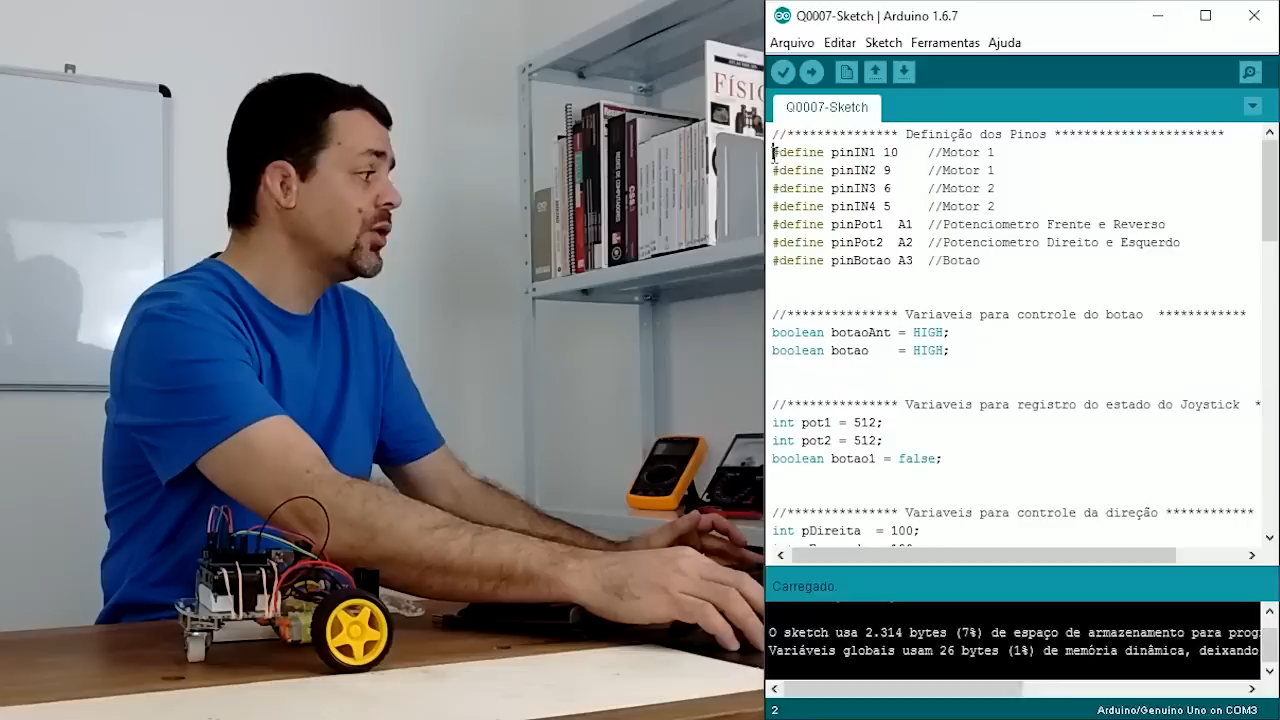 Q0007-Sketch | Arduino 1.6.7
Arquivo Editar Sketch Ferramentas Ajuda
Q0007-Sketch
//*************** Definição dos Pinos ***********************
#define pinIN1 10 //Motor 1
#define pinIN2 9 //Motor 1
#define pinIN3 6 //Motor 2
#define pinIN4 5 //Motor 2
#define pinPot1 A1 //Potenciometro Frente e Reverso
#define pinPot2 A2 //Potenciometro Direito e Esquerdo
#define pinBotao A3 //Botao
//*************** Variaveis para controle do botao ************
boolean botaoAnt = HIGH;
boolean botao = HIGH;
//*************** Variaveis para registro do estado do Joystick *
int pot1 = 512;
int pot2 = 512;
boolean botao1 = false;
//*************** Variaveis para controle da direção ************
int pDireita = 100;
Carregado.
O sketch usa 2.314 bytes (7%) de espaço de armazenamento para prog
Variáveis globais usam 26 bytes (1%) de memória dinâmica, deixando
2
Arduino/Genuino Uno on COM3
FÍSI
REDES DE COMPUTADORES
CSS3